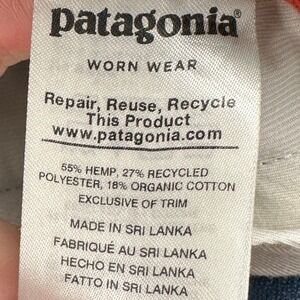 patagonia®
WORN WEAR
Repair, Reuse, Recycle
This Product
www.patagonia.com
55% HEMP, 27% RECYCLED
POLYESTER, 18% ORGANIC COTTON
EXCLUSIVE OF TRIM
MADE IN SRI LANKA
FABRIQUÉ AU SRI LANKA
HECHO EN SRI LANKA
FATTO IN SRI LANKA